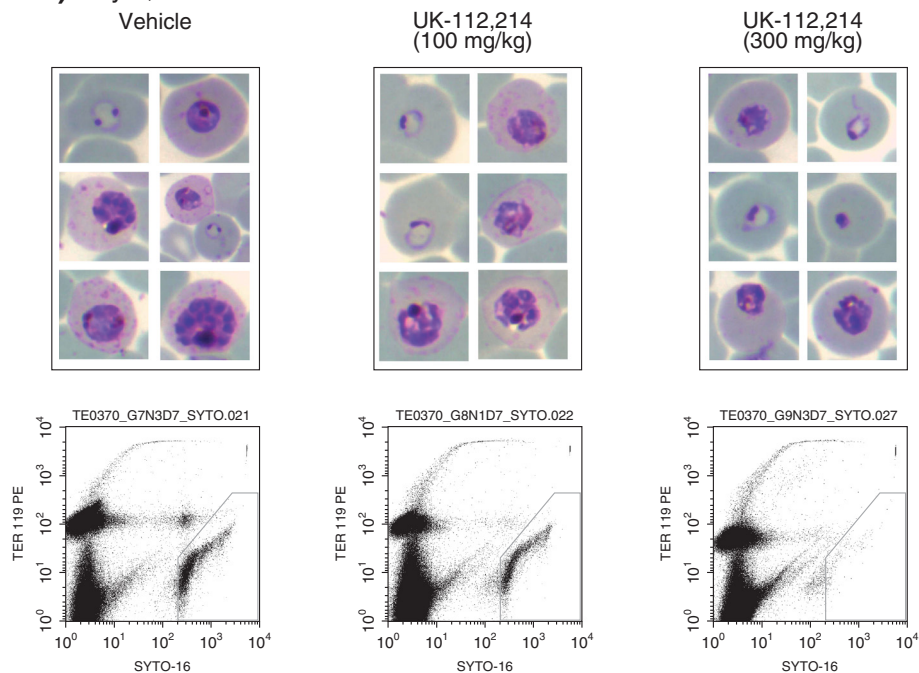 Vehicle
UK-112,214
(100 mg/kg)
UK-112,214
(300 mg/kg)
TE0370_G7N3D7_SYTO.021
TE0370_G8N1D7_SYTO.022
TE0370_G9N3D7_SYTO.027
TER 119 PE
10⁴
10³
10²
10¹
10⁰
10⁰ 10¹ 10² 10³ 10⁴
SYTO-16
TER 119 PE
10⁴
10³
10²
10¹
10⁰
10⁰ 10¹ 10² 10³ 10⁴
SYTO-16
TER 119 PE
10⁴
10³
10²
10¹
10⁰
10⁰ 10¹ 10² 10³ 10⁴
SYTO-16